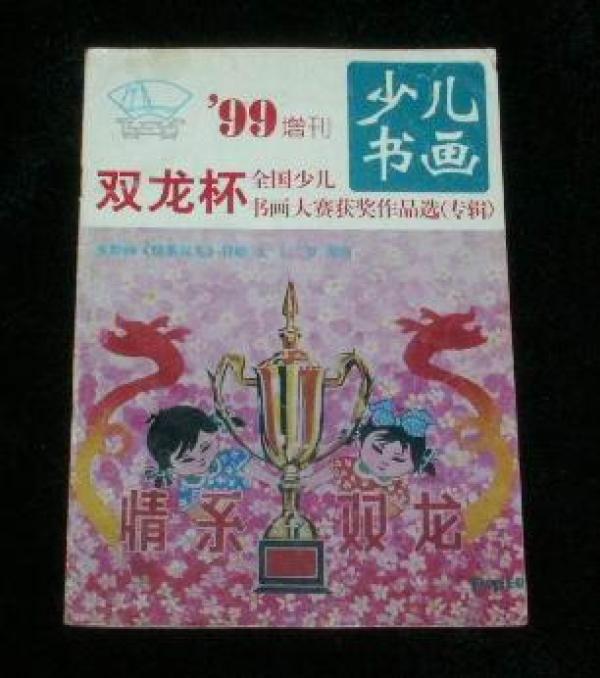 '99增刊
少儿
书画
双龙杯
全国少儿
书画大赛获奖作品选(专辑)
情系双龙